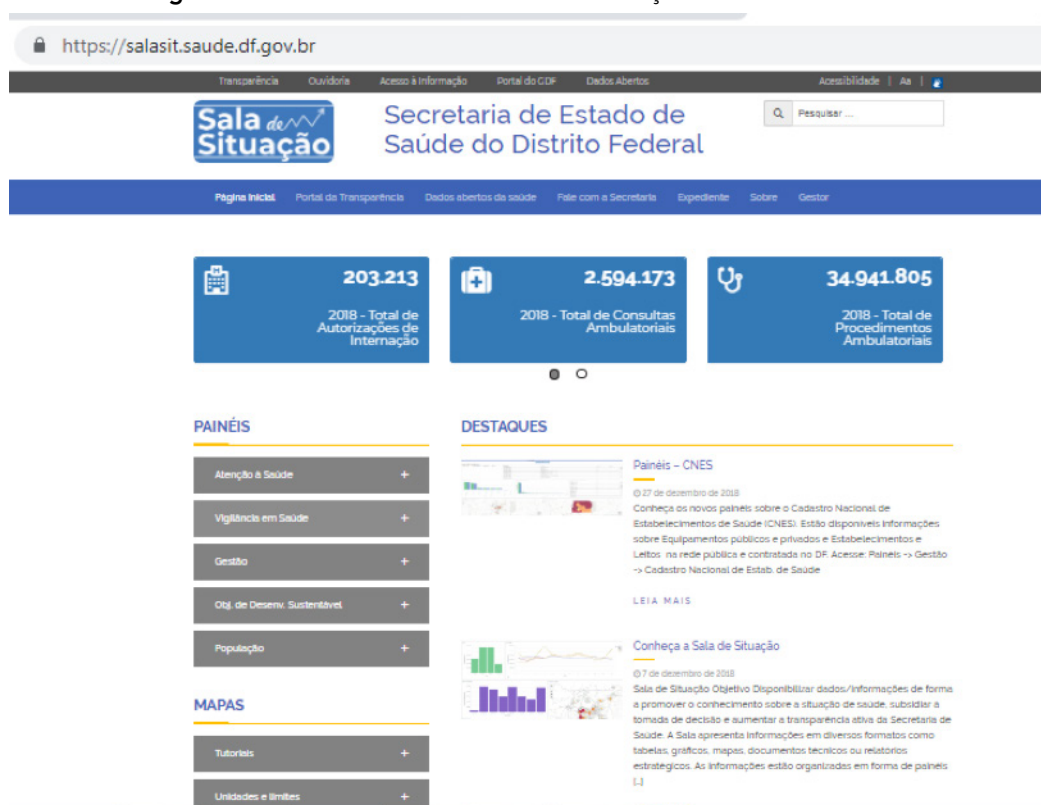 https://salasit.saude.df.gov.br
Transparência Ouvidoria Acesso à Informação Portal do GDF Dados Abertos Acessibilidade | Aa |
Sala de Situação
Secretaria de Estado de
Saúde do Distrito Federal
Pesquisar ...
Página Inicial Portal da Transparência Dados abertos da saúde Fale com a Secretaria Expediente Sobre Gestor
203.213
2018 - Total de
Autorizações de
Internação
2.594.173
2018 - Total de Consultas
Ambulatoriais
34.941.805
2018 - Total de
Procedimentos
Ambulatoriais
PAINÉIS
Atenção à Saúde +
Vigilância em Saúde +
Gestão +
Obj. de Desenv. Sustentável +
População +
MAPAS
Tutoriais +
Unidades e limites +
DESTAQUES
Painéis – CNES
27 de dezembro de 2018
Conheça os novos painéis sobre o Cadastro Nacional de
Estabelecimentos de Saúde (CNES). Estão disponíveis informações
sobre Equipamentos públicos e privados e Estabelecimentos e
Leitos na rede pública e contratada no DF. Acesse: Painéis -> Gestão
-> Cadastro Nacional de Estab. de Saúde
LEIA MAIS
Conheça a Sala de Situação
7 de dezembro de 2018
Sala de Situação Objetivo Disponibilizar dados/informações de forma
a promover o conhecimento sobre a situação de saúde, subsidiar a
tomada de decisão e aumentar a transparência ativa da Secretaria de
Saúde. A Sala apresenta informações em diversos formatos como
tabelas, gráficos, mapas, documentos técnicos ou relatórios
estratégicos. As informações estão organizadas em forma de painéis
[...]